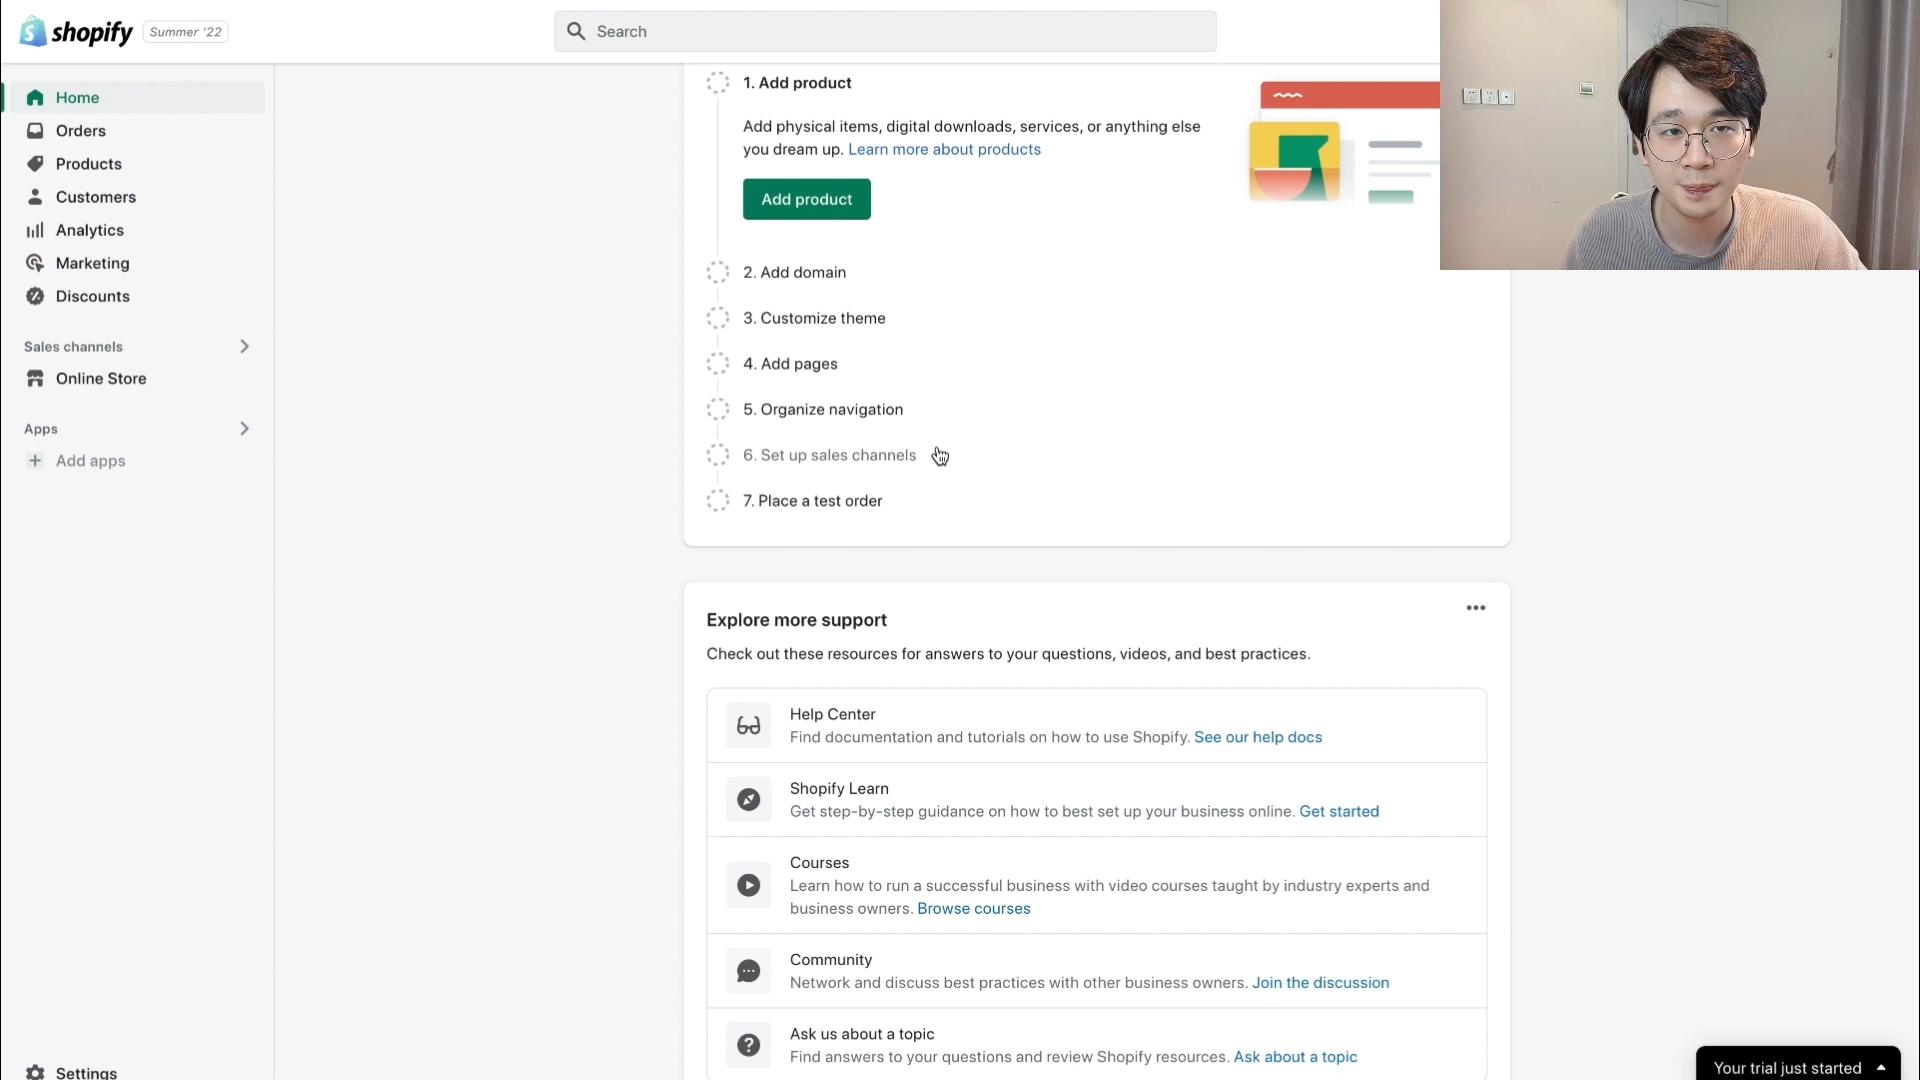 shopify Summer '22
Search
Home
Orders
Products
Customers
Analytics
Marketing
Discounts
Sales channels
Online Store
Apps
Add apps
Settings
1. Add product
Add physical items, digital downloads, services, or anything else
you dream up. Learn more about products
Add product
2. Add domain
3. Customize theme
4. Add pages
5. Organize navigation
6. Set up sales channels
7. Place a test order
Explore more support
Check out these resources for answers to your questions, videos, and best practices.
Help Center
Find documentation and tutorials on how to use Shopify. See our help docs
Shopify Learn
Get step-by-step guidance on how to best set up your business online. Get started
Courses
Learn how to run a successful business with video courses taught by industry experts and
business owners. Browse courses
Community
Network and discuss best practices with other business owners. Join the discussion
Ask us about a topic
Find answers to your questions and review Shopify resources. Ask about a topic
Your trial just started